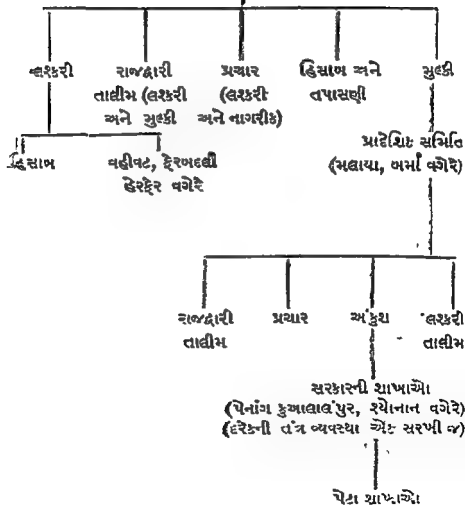 લશ્કરી રાજદ્વારી પ્રચાર હિસાબ અને મુલ્કી
તાલીમ (લશ્કરી (લશ્કરી તપાસણી
અને મુલ્કી અને નાગરીક)
પ્રાદેશિક સમિતિ
હિસાબ વહીવટ, ફેરબદલી (મલાયા, બર્મા વગેરે)
હેરફેર વગેરે
રાજદ્વારી પ્રચાર અંકુશ લશ્કરી
તાલીમ તાલીમ
સરકારની શાખાઓ
(પેનાંગ કુઆલાલંપુર, શ્યોનાન વગેરે)
(દરેકની તંત્ર વ્યવસ્થા એક સરખી જ)
પેટા શાખાઓ